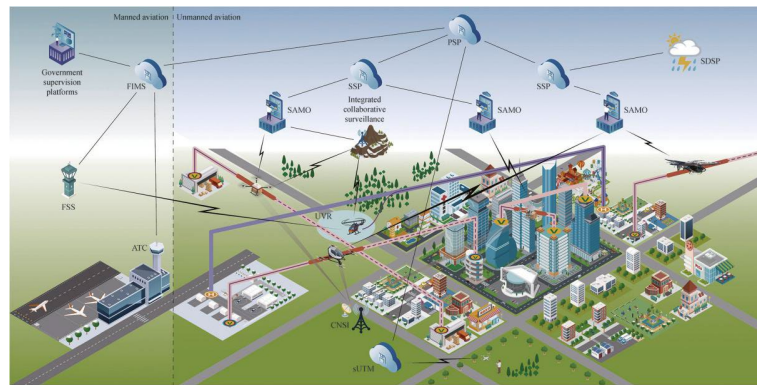 Manned aviation
Unmanned aviation
Government
supervision
platforms
FIMS
PSP
SSP
Integrated
collaborative
surveillance
SSP
SDSP
SAMO
SAMO
SAMO
FSS
UVR
ATC
CNSI
sUTM